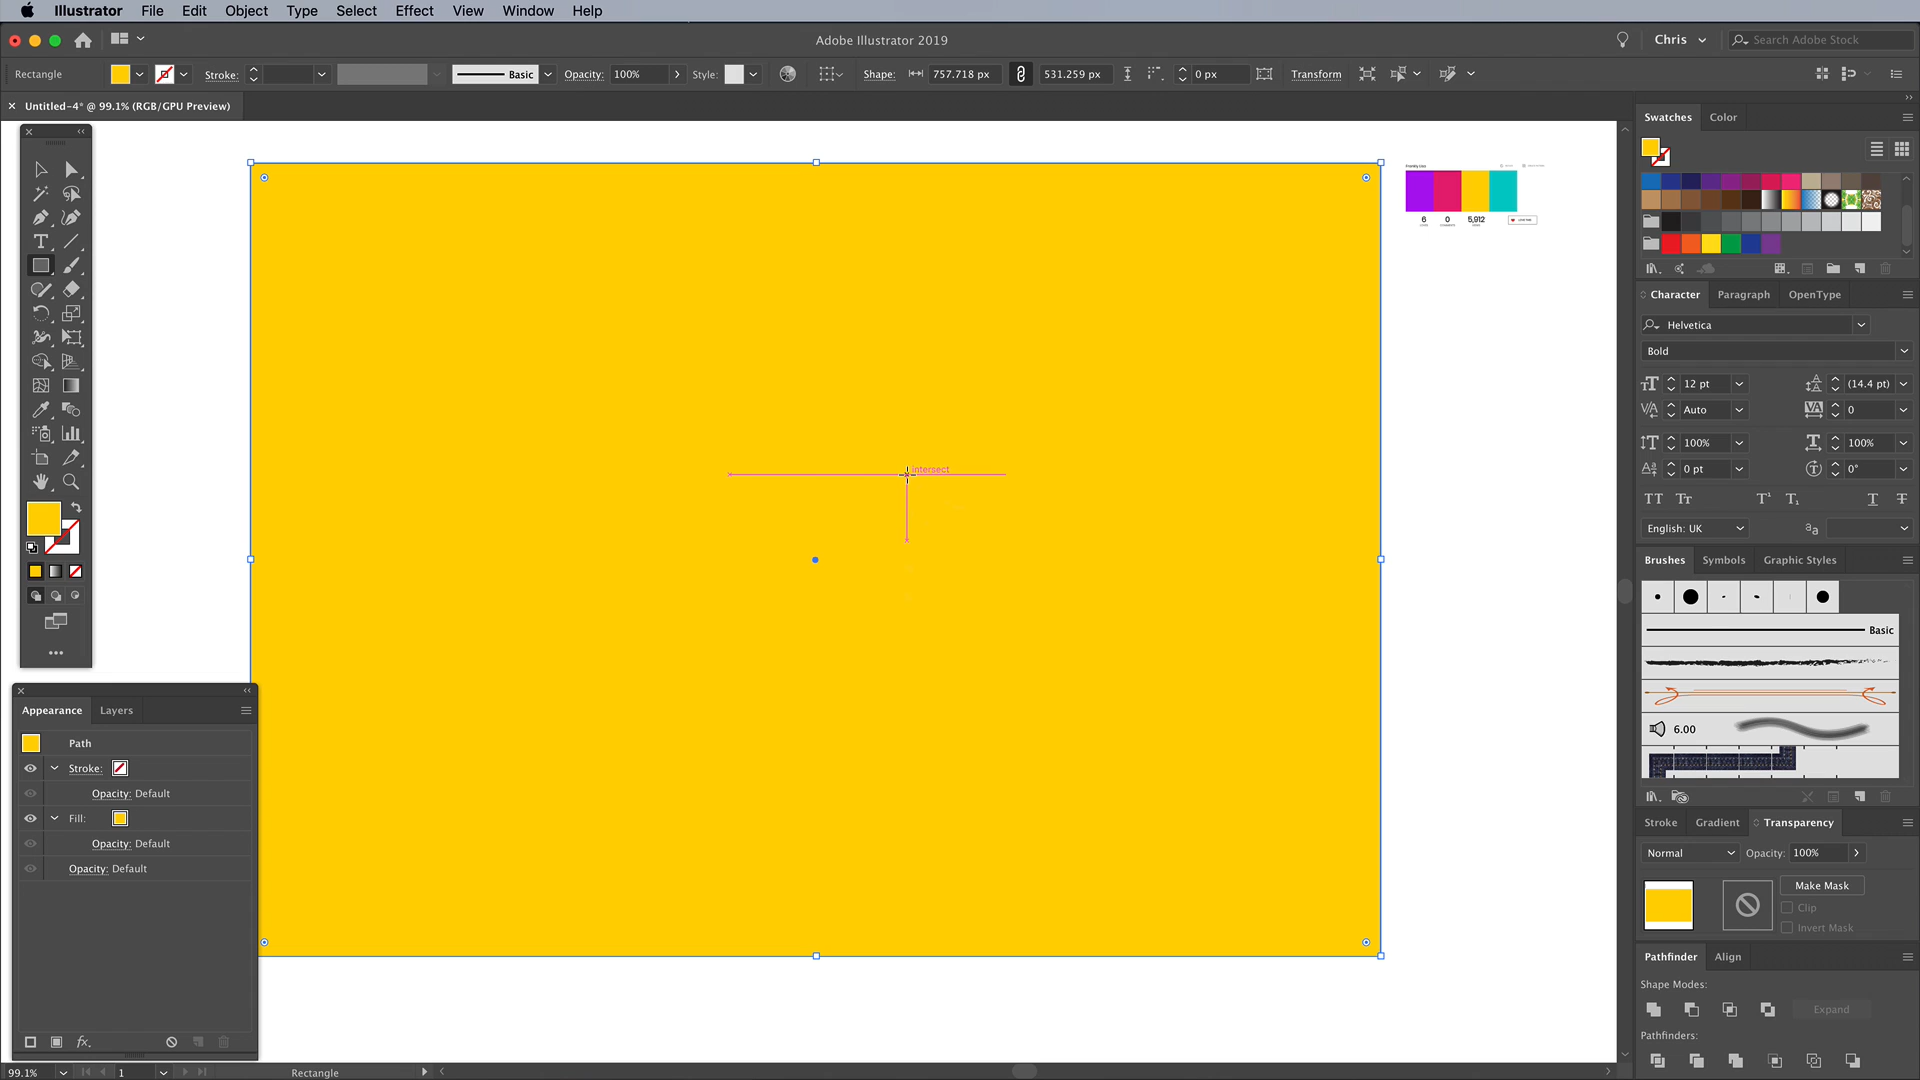 Illustrator File Edit Object Type Select Effect View Window Help
Adobe Illustrator 2019
Chris
Search Adobe Stock
Rectangle
Stroke:
Basic
Opacity: 100%
Style:
Shape: 757.718 px 531.259 px 0 px
Transform
Untitled-4* @ 99.1% (RGB/GPU Preview)
Swatches Color
6 0 5,912
Character Paragraph OpenType
Helvetica
Bold
12 pt (14.4 pt)
Auto 0
100% 100%
0 pt 0°
English: UK
intersect
Brushes Symbols Graphic Styles
Basic
6.00
Appearance Layers
Path
Stroke:
Opacity: Default
Fill:
Opacity: Default
Opacity: Default
Stroke Gradient Transparency
Normal Opacity: 100%
Make Mask
Clip
Invert Mask
Pathfinder Align
Shape Modes:
Expand
Pathfinders:
99.1% 1 Rectangle